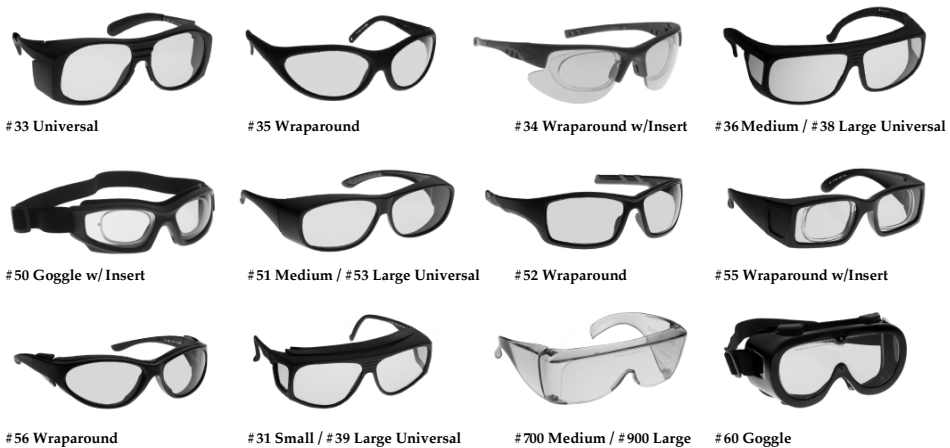 #33 Universal
#35 Wraparound
#34 Wraparound w/Insert
#36 Medium / #38 Large Universal
#50 Goggle w/ Insert
#51 Medium / #53 Large Universal
#52 Wraparound
#55 Wraparound w/Insert
#56 Wraparound
#31 Small / #39 Large Universal
#700 Medium / #900 Large
#60 Goggle